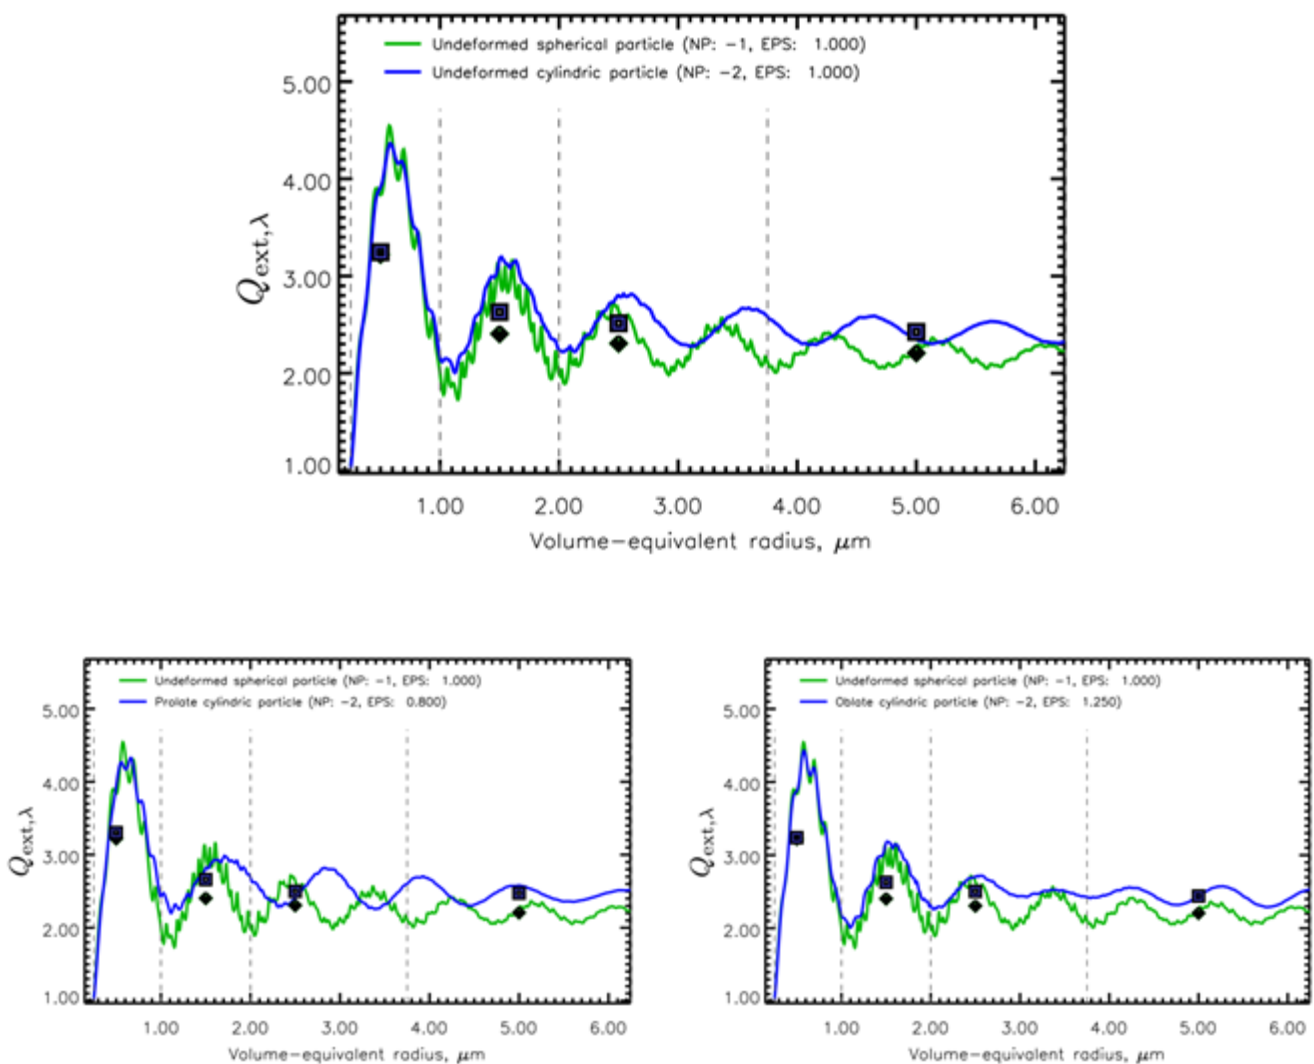 Undeformed spherical particle (NP: −1, EPS: 1.000)
Undeformed cylindric particle (NP: −2, EPS: 1.000)
5.00
4.00
3.00
2.00
1.00
Qext,λ
1.00 2.00 3.00 4.00 5.00 6.00
Volume−equivalent radius, μm
Undeformed spherical particle (NP: −1, EPS: 1.000)
Prolate cylindric particle (NP: −2, EPS: 0.800)
5.00
4.00
3.00
2.00
1.00
Qext,λ
1.00 2.00 3.00 4.00 5.00 6.00
Volume−equivalent radius, μm
Undeformed spherical particle (NP: −1, EPS: 1.000)
Oblate cylindric particle (NP: −2, EPS: 1.250)
5.00
4.00
3.00
2.00
1.00
Qext,λ
1.00 2.00 3.00 4.00 5.00 6.00
Volume−equivalent radius, μm